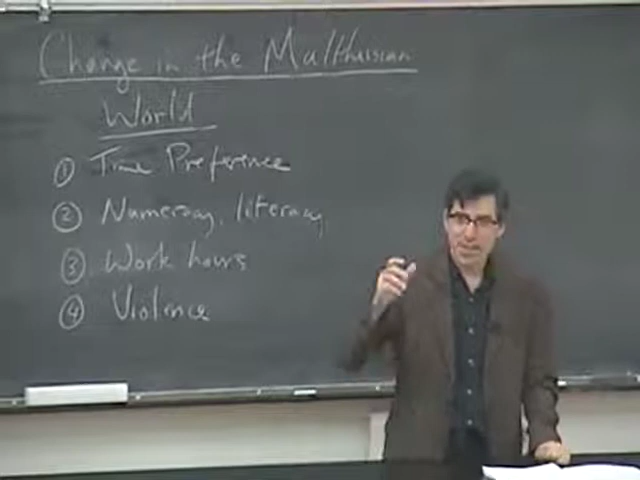 Change in the Malthusian
World
① Time Preference
② Numeracy, literacy
③ Work hours
④ Violence